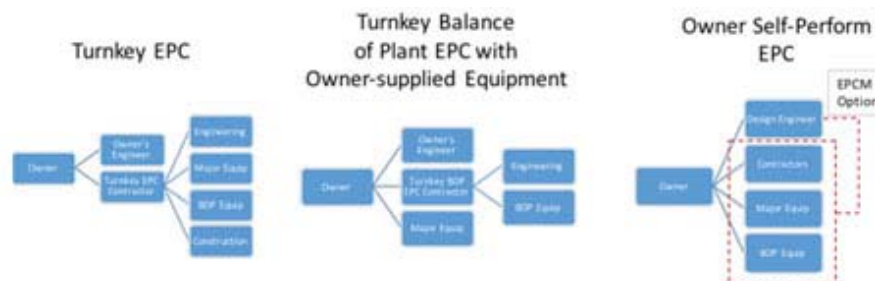 Turnkey EPC
Owner
Owner's
Engineer
Turnkey EPC
Contractor
Engineering
Major Equip
BOP Equip
Construction
Turnkey Balance
of Plant EPC with
Owner-supplied Equipment
Owner
Owner's
Engineer
Turnkey BOP
EPC Contractor
Major Equip
Engineering
BOP Equip
Owner Self-Perform
EPC
EPCM
Option
Owner
Design Engineer
Contractors
Major Equip
BOP Equip